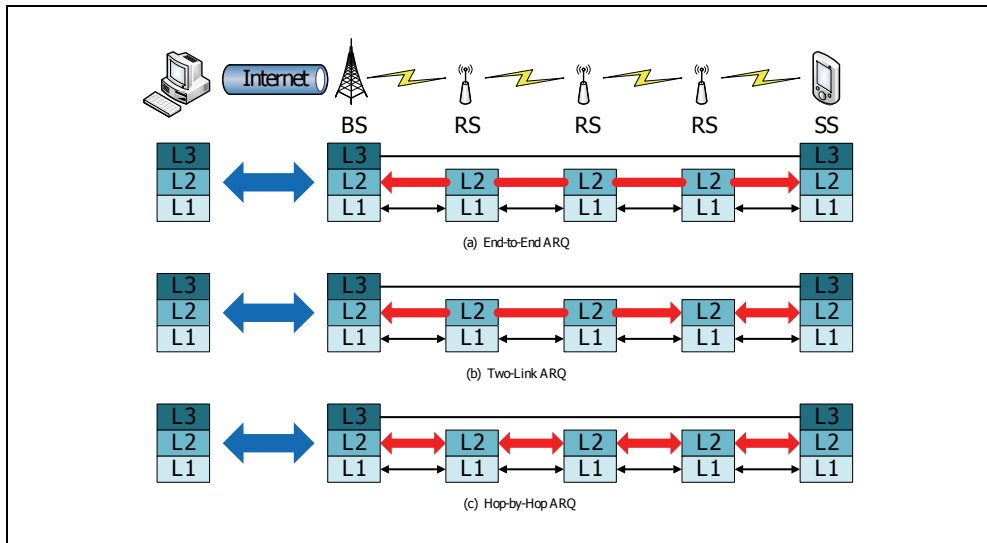 Internet
BS RS RS RS SS
L3 L3 L3
L2 L2 L2 L2 L2 L2
L1 L1 L1 L1 L1 L1
(a) End-to-End ARQ
L3 L3 L3
L2 L2 L2 L2 L2 L2
L1 L1 L1 L1 L1 L1
(b) Two-Link ARQ
L3 L3 L3
L2 L2 L2 L2 L2 L2
L1 L1 L1 L1 L1 L1
(c) Hop-by-Hop ARQ